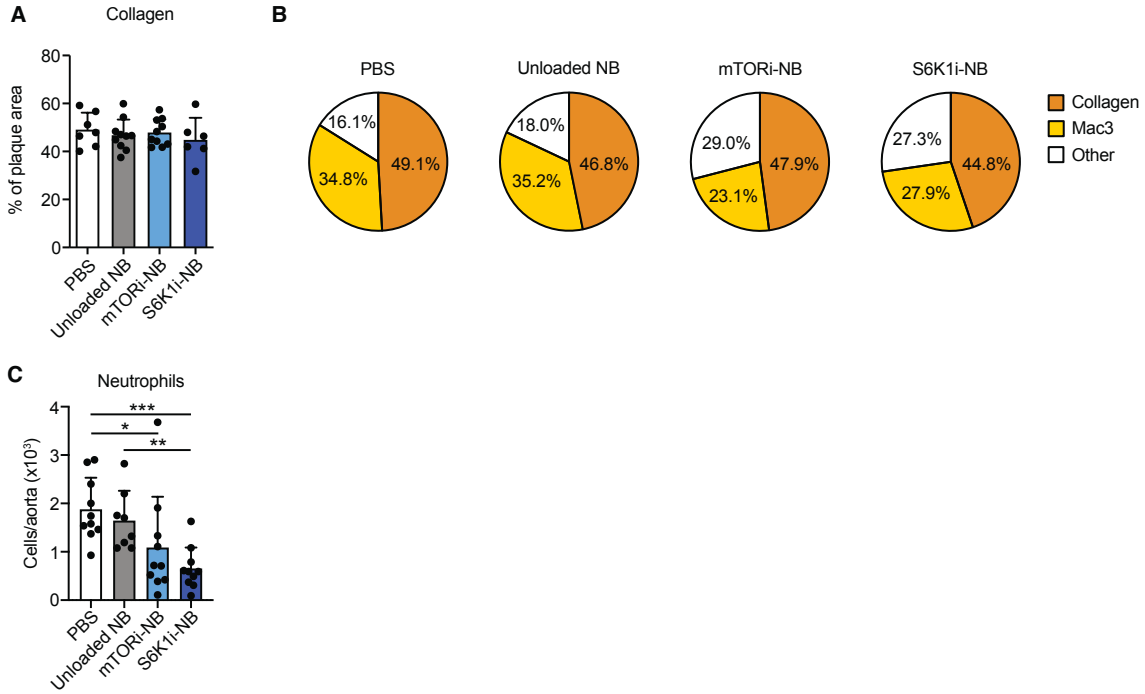 A
Collagen
% of plaque area
80
60
40
20
0
PBS
Unloaded NB
mTORi-NB
S6K1i-NB
B
PBS
16.1%
34.8%
49.1%
Unloaded NB
18.0%
35.2%
46.8%
mTORi-NB
29.0%
23.1%
47.9%
S6K1i-NB
27.3%
27.9%
44.8%
Collagen
Mac3
Other
C
Neutrophils
Cells/aorta (x10³)
4
3
2
1
0
***
*
**
PBS
Unloaded NB
mTORi-NB
S6K1i-NB